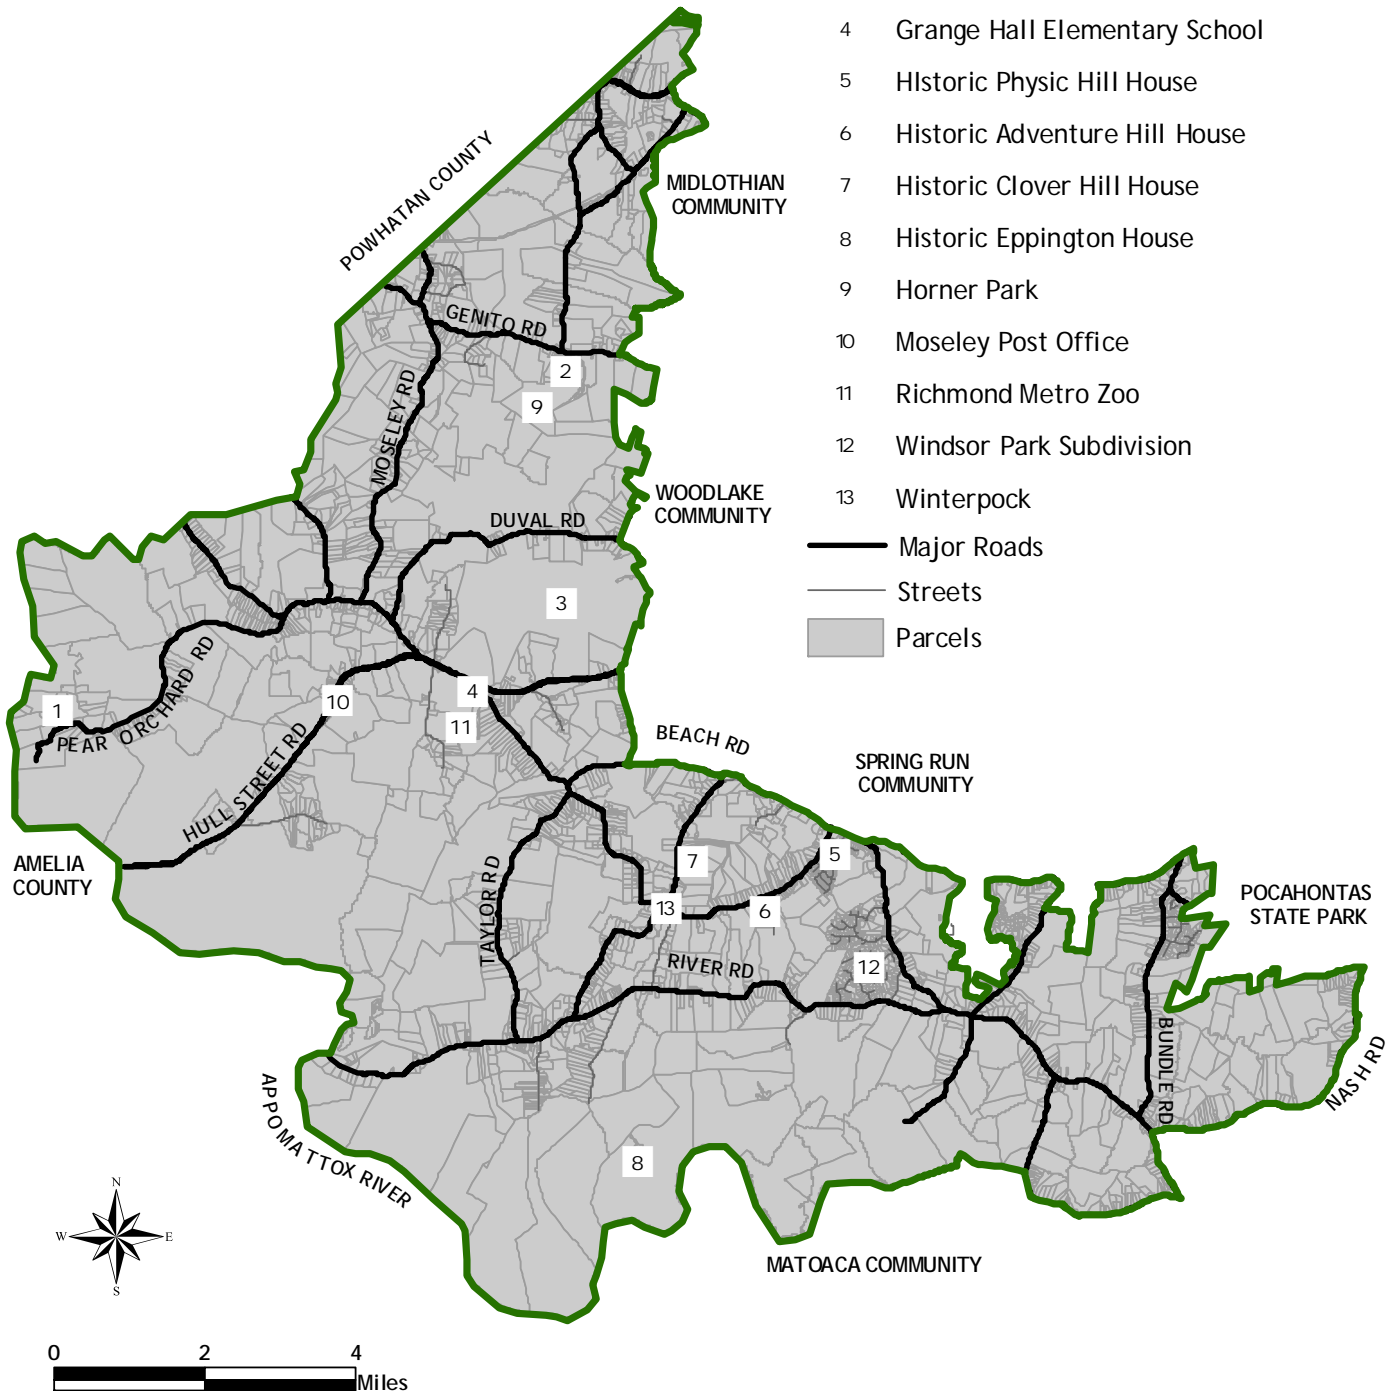 4 Grange Hall Elementary School
5 HIstoric Physic Hill House
6 Historic Adventure Hill House
7 Historic Clover Hill House
8 Historic Eppington House
9 Horner Park
10 Moseley Post Office
11 Richmond Metro Zoo
12 Windsor Park Subdivision
13 Winterpock
Major Roads
Streets
Parcels
POWHATAN COUNTY
MIDLOTHIAN
COMMUNITY
GENITO RD
2
9
MOSELEY RD
WOODLAKE
COMMUNITY
DUVAL RD
3
1
PEAR ORCHARD RD
10
4
11
HULL STREET RD
BEACH RD
SPRING RUN
COMMUNITY
AMELIA
COUNTY
TAYLOR RD
7
5
13
6
12
RIVER RD
POCAHONTAS
STATE PARK
BUNDLE RD
NASH RD
APPOMATTOX RIVER
8
MATOACA COMMUNITY
N
W E
S
0 2 4
Miles